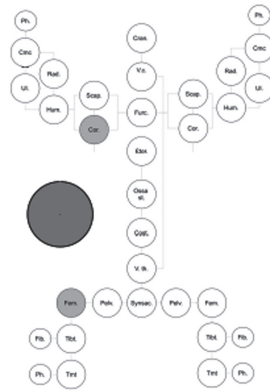 Ph.
Ph.
Cran.
Cmc
Cmc
V.c.
Rad.
Rad.
Ul.
Ul.
Scap.
Scap.
Hum.
Furc.
Hum.
Cor.
Cor.
Ster.
Ossa
st.
Cost.
V. th.
Fem.
Pelv.
Synsac.
Pelv.
Fem.
Fib.
Tibt.
Tibt.
Fib.
Ph.
Tmt
Tmt
Ph.